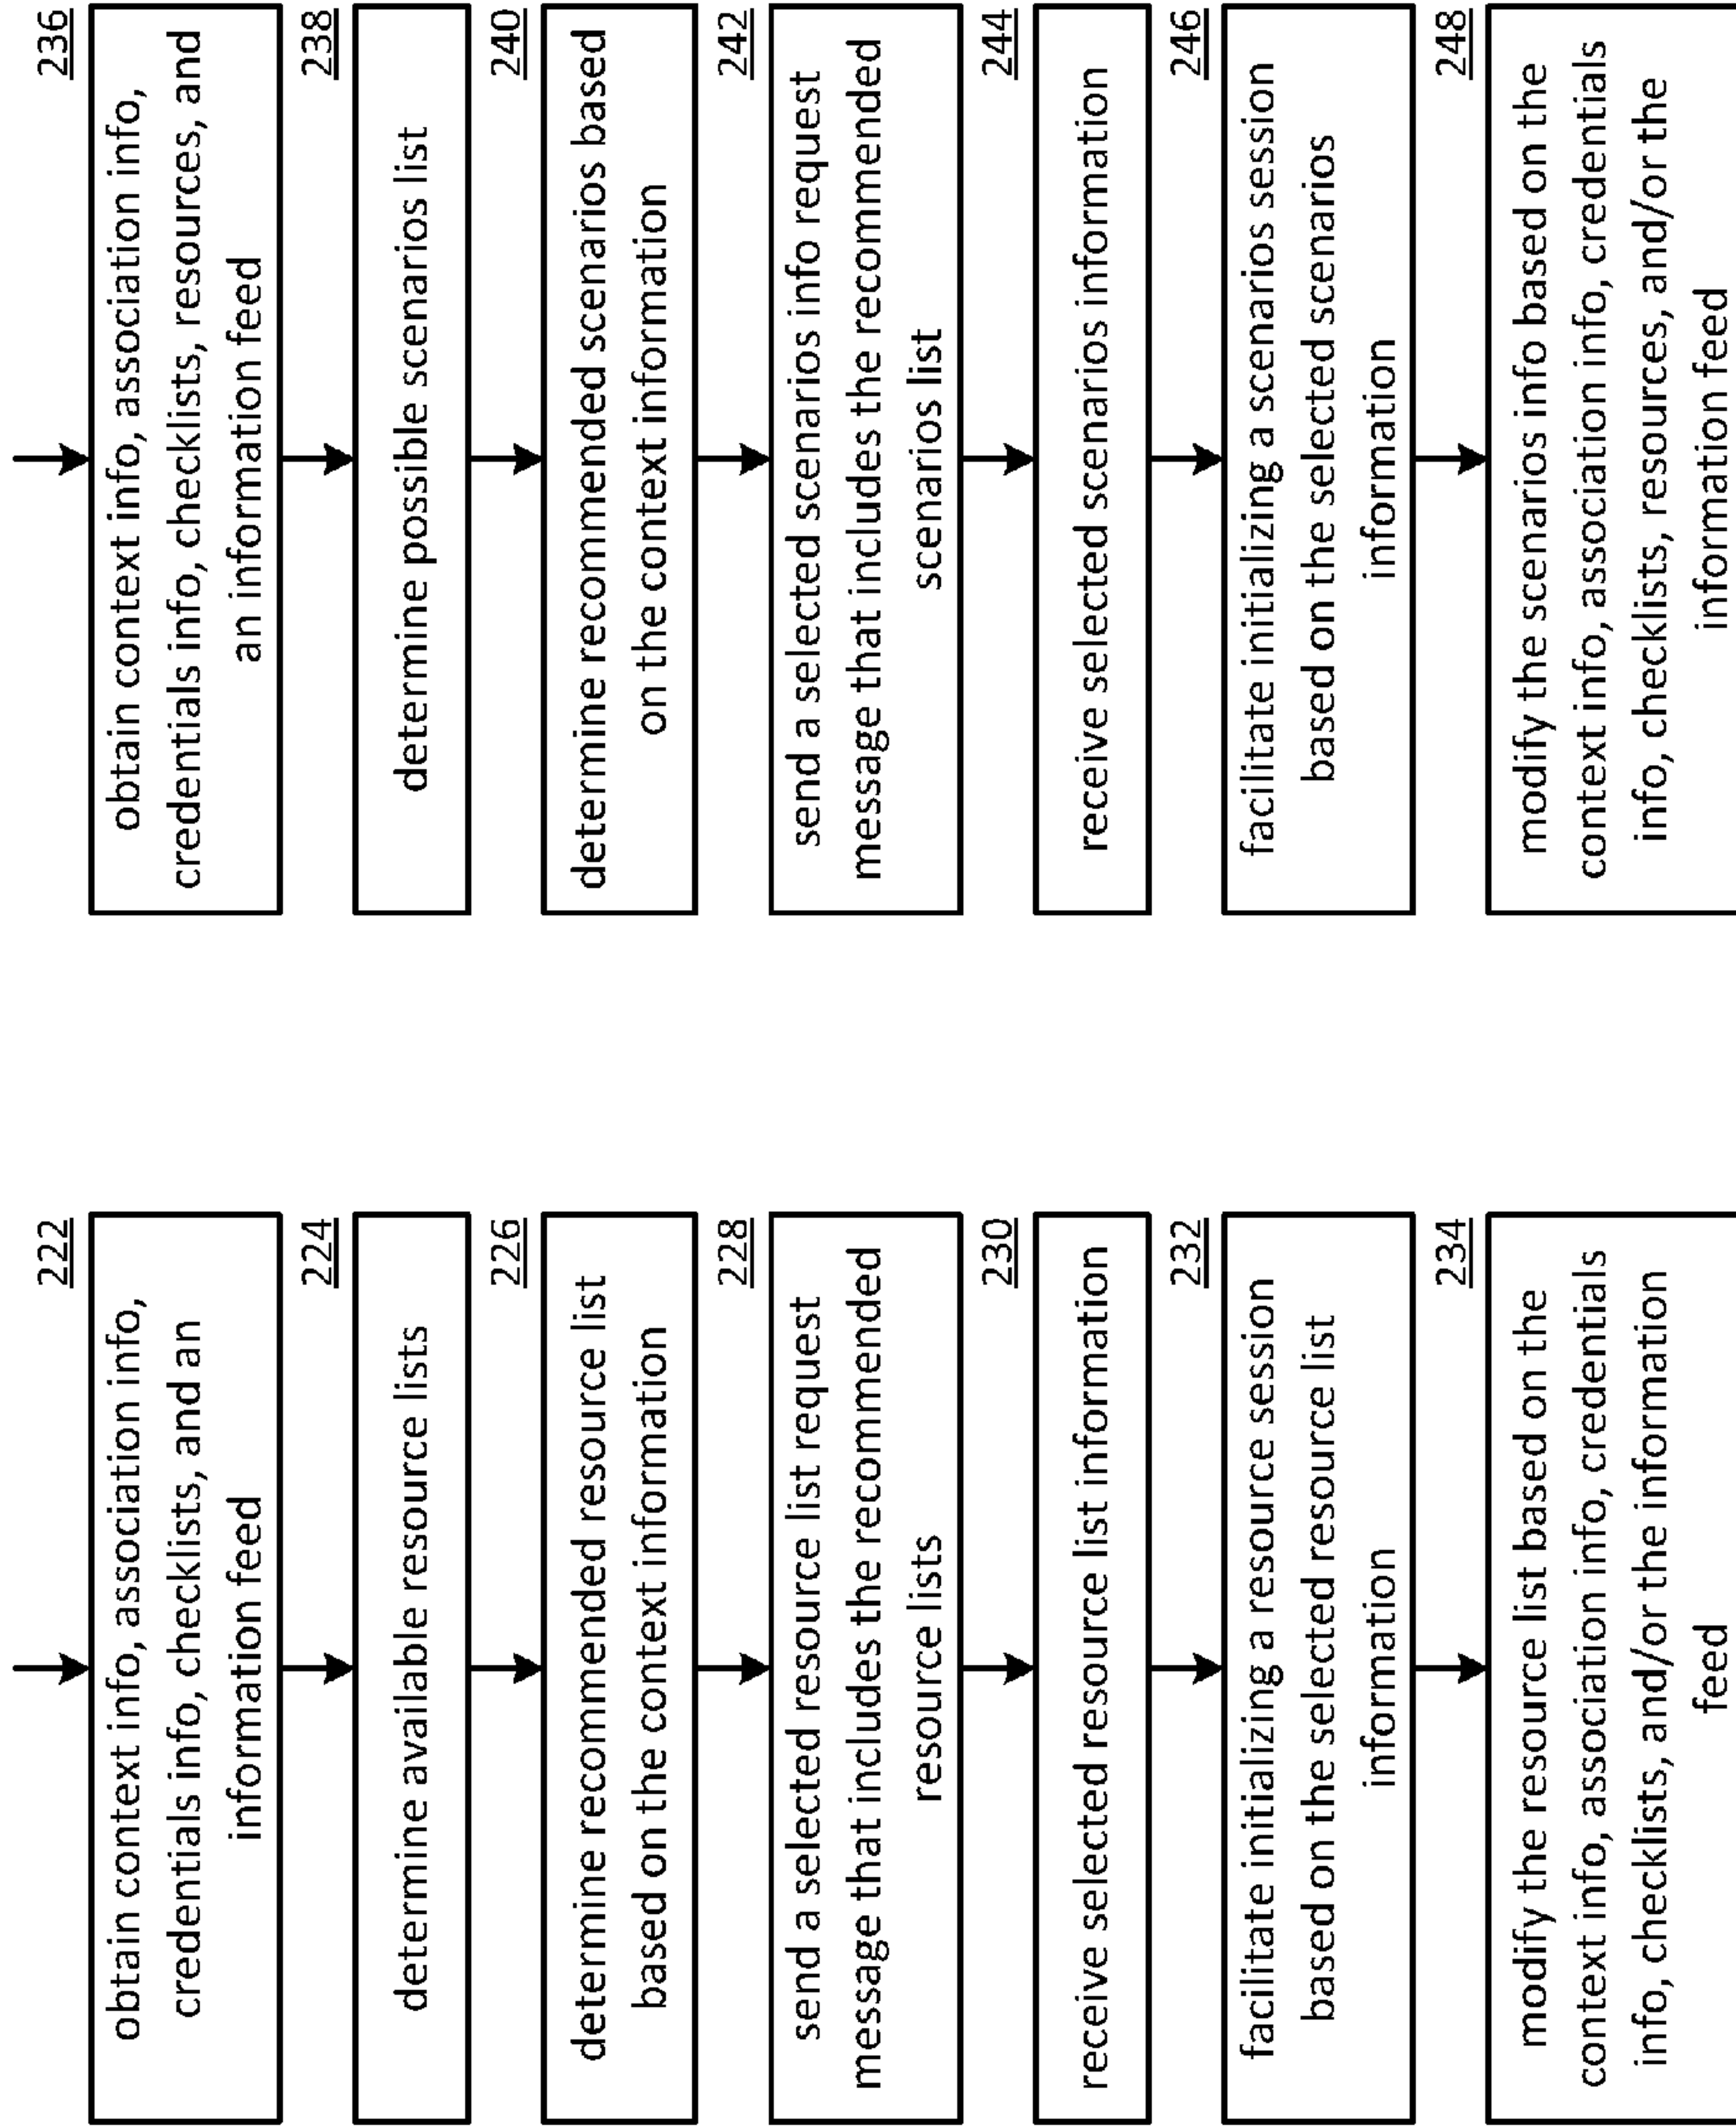 222
obtain context info, association info,
credentials info, checklists, and an
information feed
224
determine available resource lists
226
determine recommended resource list
based on the context information
228
send a selected resource list request
message that includes the recommended
resource lists
230
receive selected resource list information
232
facilitate initializing a resource session
based on the selected resource list
information
234
modify the resource list based on the
context info, association info, credentials
info, checklists, and/or the information
feed
236
obtain context info, association info,
credentials info, checklists, resources, and
an information feed
238
determine possible scenarios list
240
determine recommended scenarios based
on the context information
242
send a selected scenarios info request
message that includes the recommended
scenarios list
244
receive selected scenarios information
246
facilitate initializing a scenarios session
based on the selected scenarios
information
248
modify the scenarios info based on the
context info, association info, credentials
info, checklists, resources, and/or the
information feed